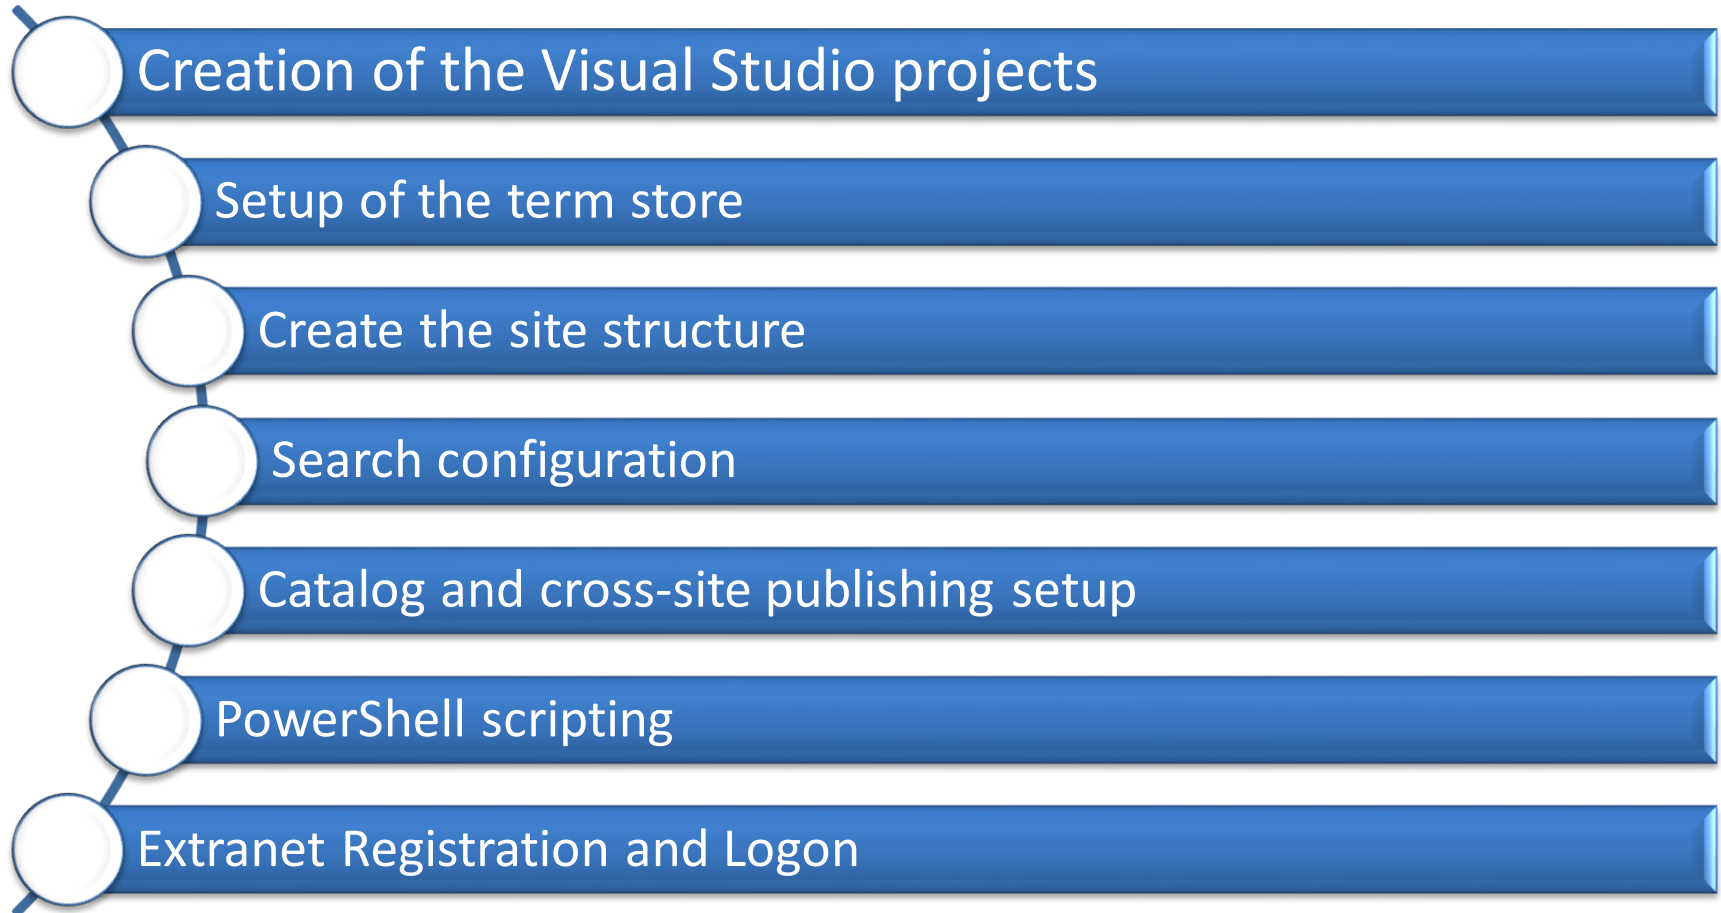 Creation of the Visual Studio projects
Setup of the term store
Create the site structure
Search configuration
Catalog and cross-site publishing setup
PowerShell scripting
Extranet Registration and Logon